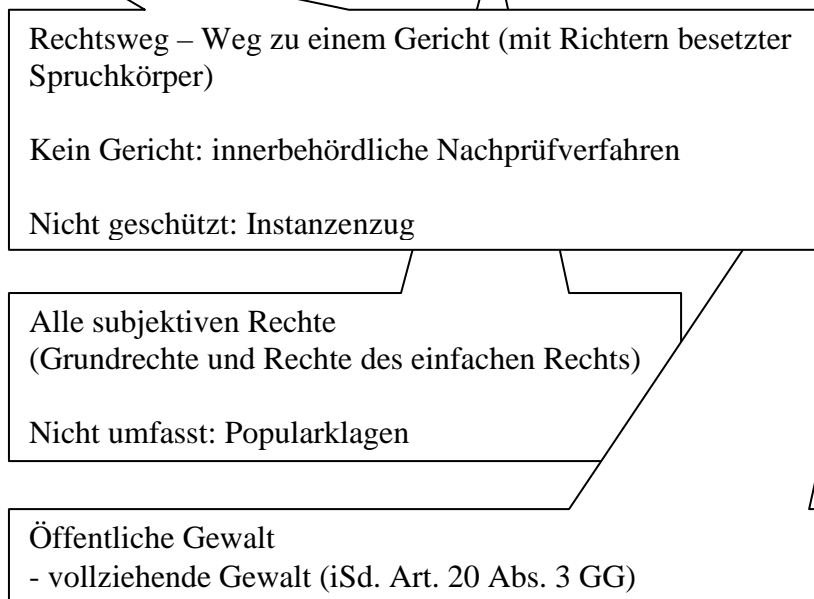 Rechtsweg – Weg zu einem Gericht (mit Richtern besetzter
Spruchkörper)
Kein Gericht: innerbehördliche Nachprüfverfahren
Nicht geschützt: Instanzenzug
Alle subjektiven Rechte
(Grundrechte und Rechte des einfachen Rechts)
Nicht umfasst: Popularklagen
Öffentliche Gewalt
- vollziehende Gewalt (iSd. Art. 20 Abs. 3 GG)